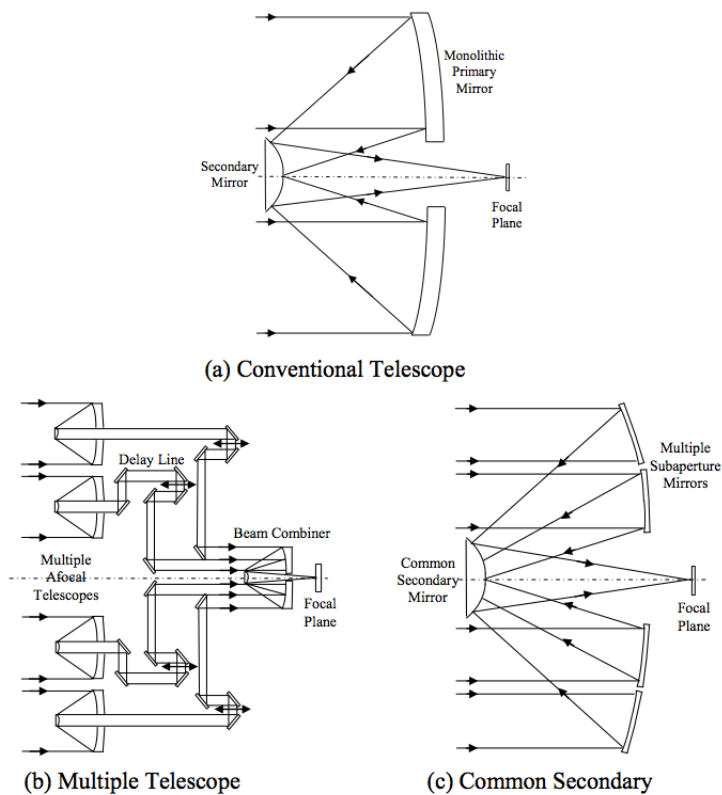 Monolithic
Primary
Mirror
Secondary
Mirror
Focal
Plane
(a) Conventional Telescope
Delay Line
Beam Combiner
Multiple
Afocal
Telescopes
Focal
Plane
(b) Multiple Telescope
Multiple
Subaperture
Mirrors
Common
Secondary
Mirror
Focal
Plane
(c) Common Secondary